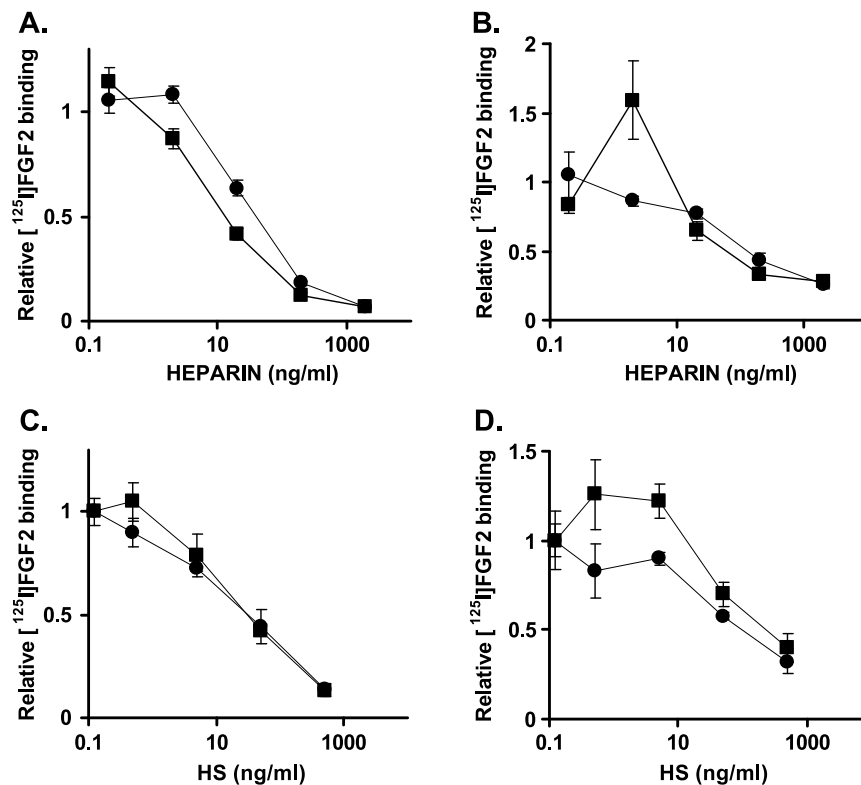 A.
Relative [ ¹²⁵I]FGF2 binding
1
0.5
0
0.1
10
1000
HEPARIN (ng/ml)
B.
Relative [ ¹²⁵I]FGF2 binding
2
1.5
1
0.5
0
0.1
10
1000
HEPARIN (ng/ml)
C.
Relative [ ¹²⁵I]FGF2 binding
1
0.5
0
0.1
10
1000
HS (ng/ml)
D.
Relative [ ¹²⁵I]FGF2 binding
1.5
1
0.5
0
0.1
10
1000
HS (ng/ml)